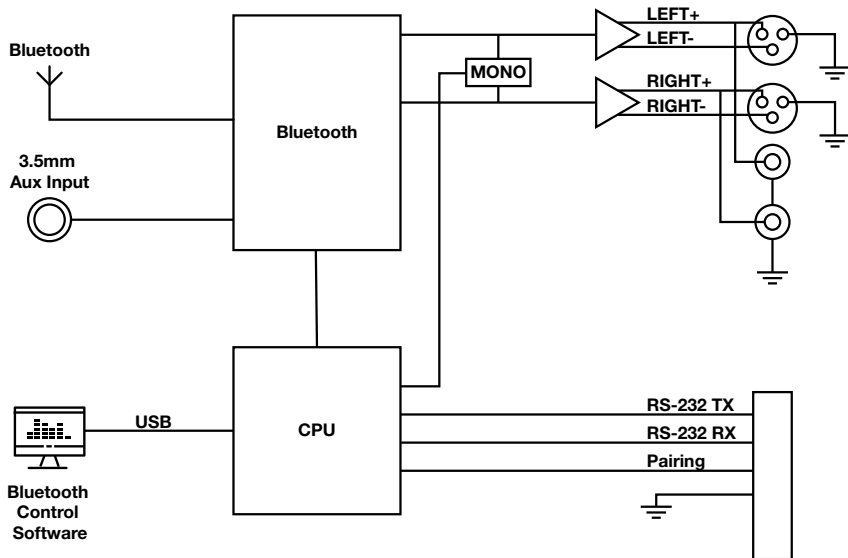 Bluetooth
3.5mm
Aux Input
Bluetooth
MONO
LEFT+
LEFT-
RIGHT+
RIGHT-
USB
CPU
Bluetooth
Control
Software
RS-232 TX
RS-232 RX
Pairing